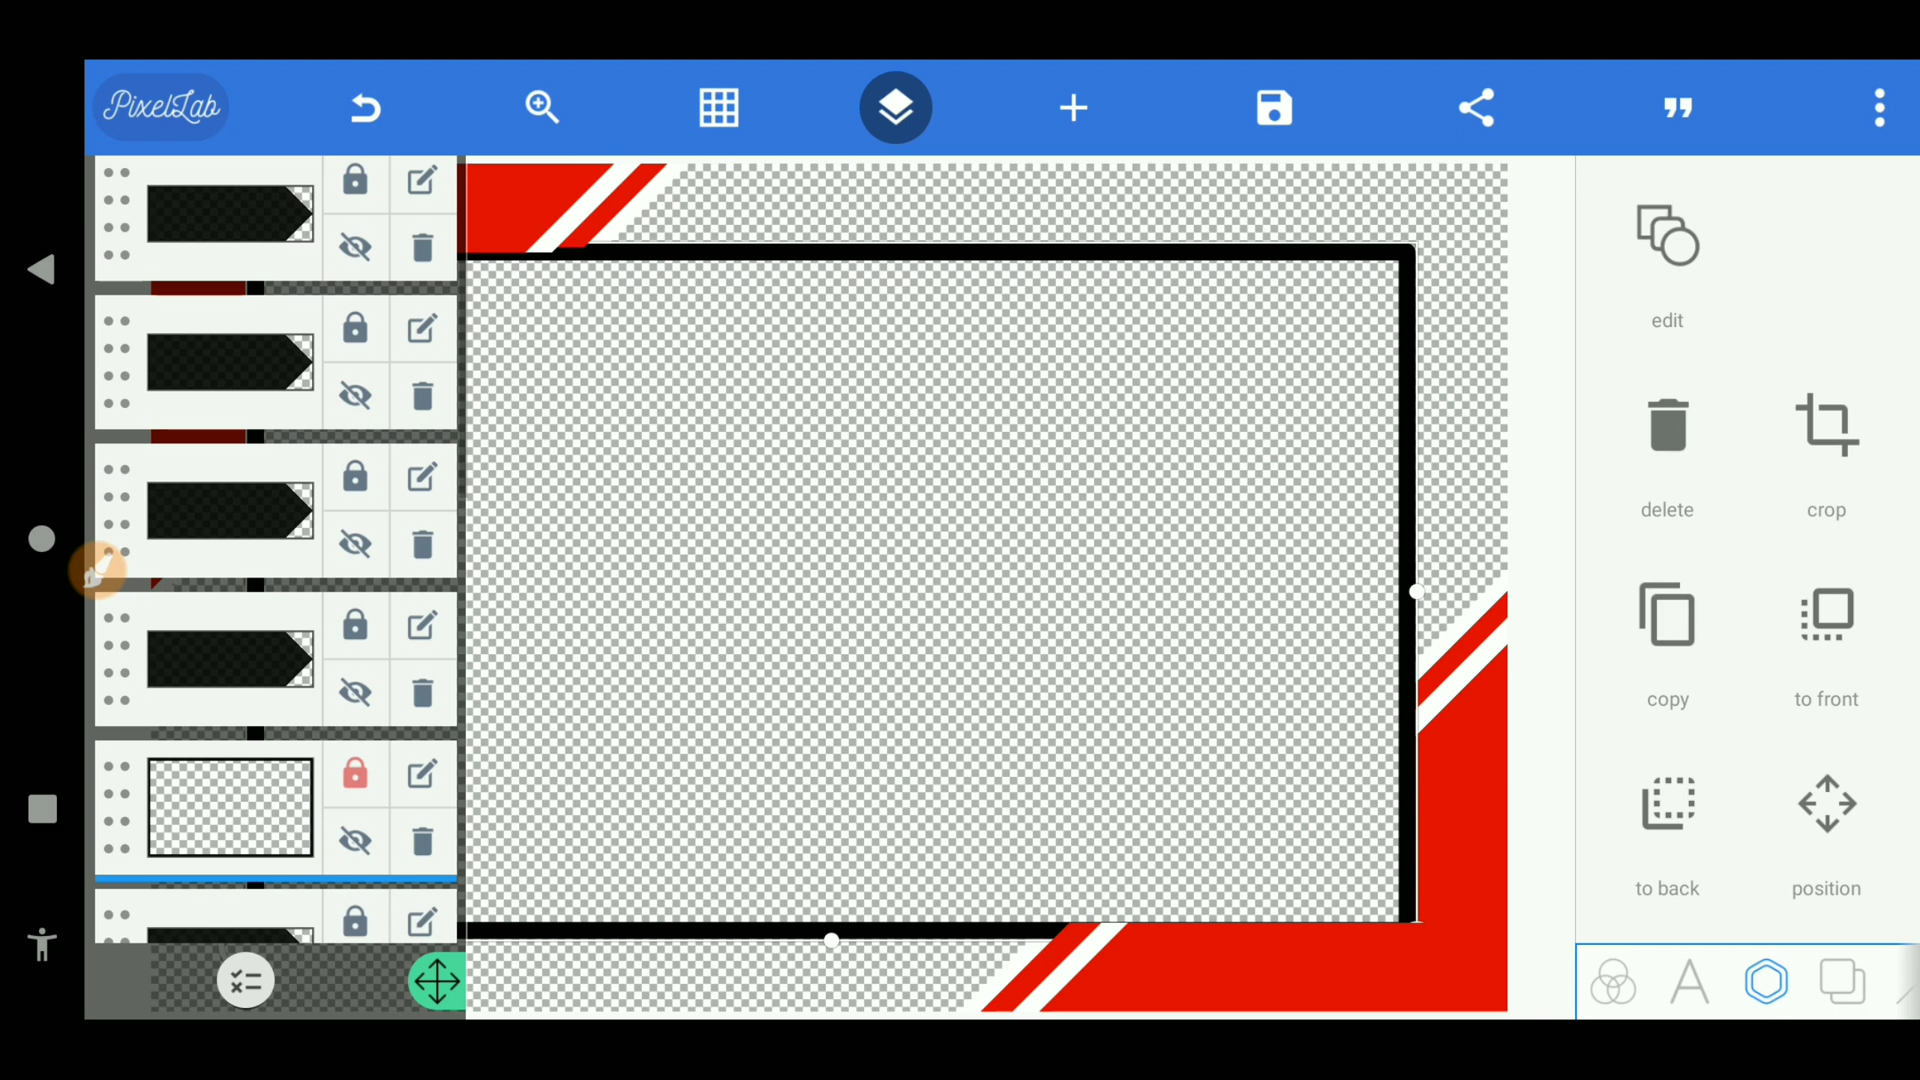 PixelLab
edit
delete
crop
copy
to front
to back
position